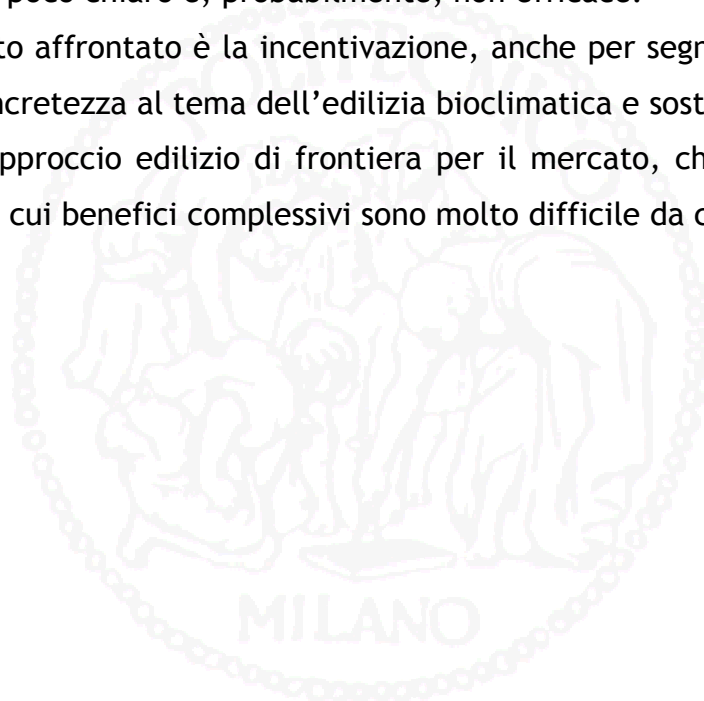 poco chiaro e, probabilmente, non efficace.
to affrontato è la incentivazione, anche per segn
ncretezza al tema dell'edilizia bioclimatica e sost
pproccio edilizio di frontiera per il mercato, ch
cui benefici complessivi sono molto difficile da c
POLITECNICO
MILANO